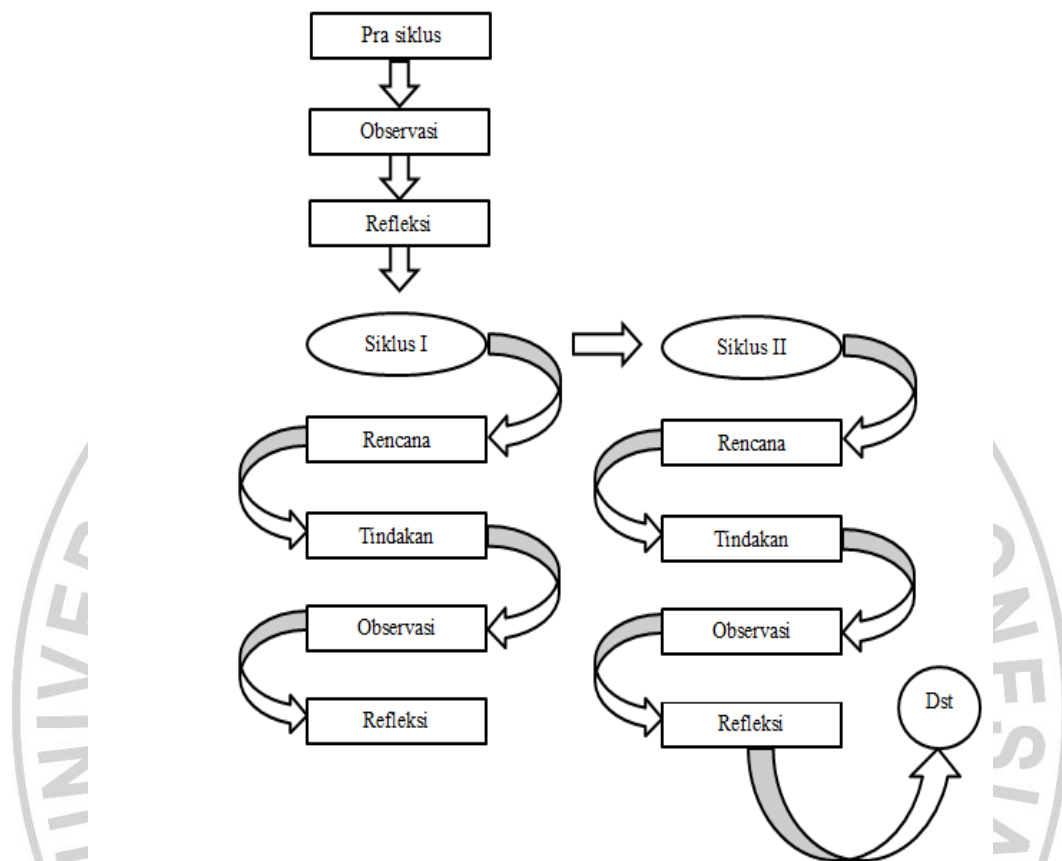 Pra siklus
Observasi
Refleksi
Siklus I
Siklus II
Rencana
Rencana
Tindakan
Tindakan
Observasi
Observasi
Refleksi
Refleksi
Dst